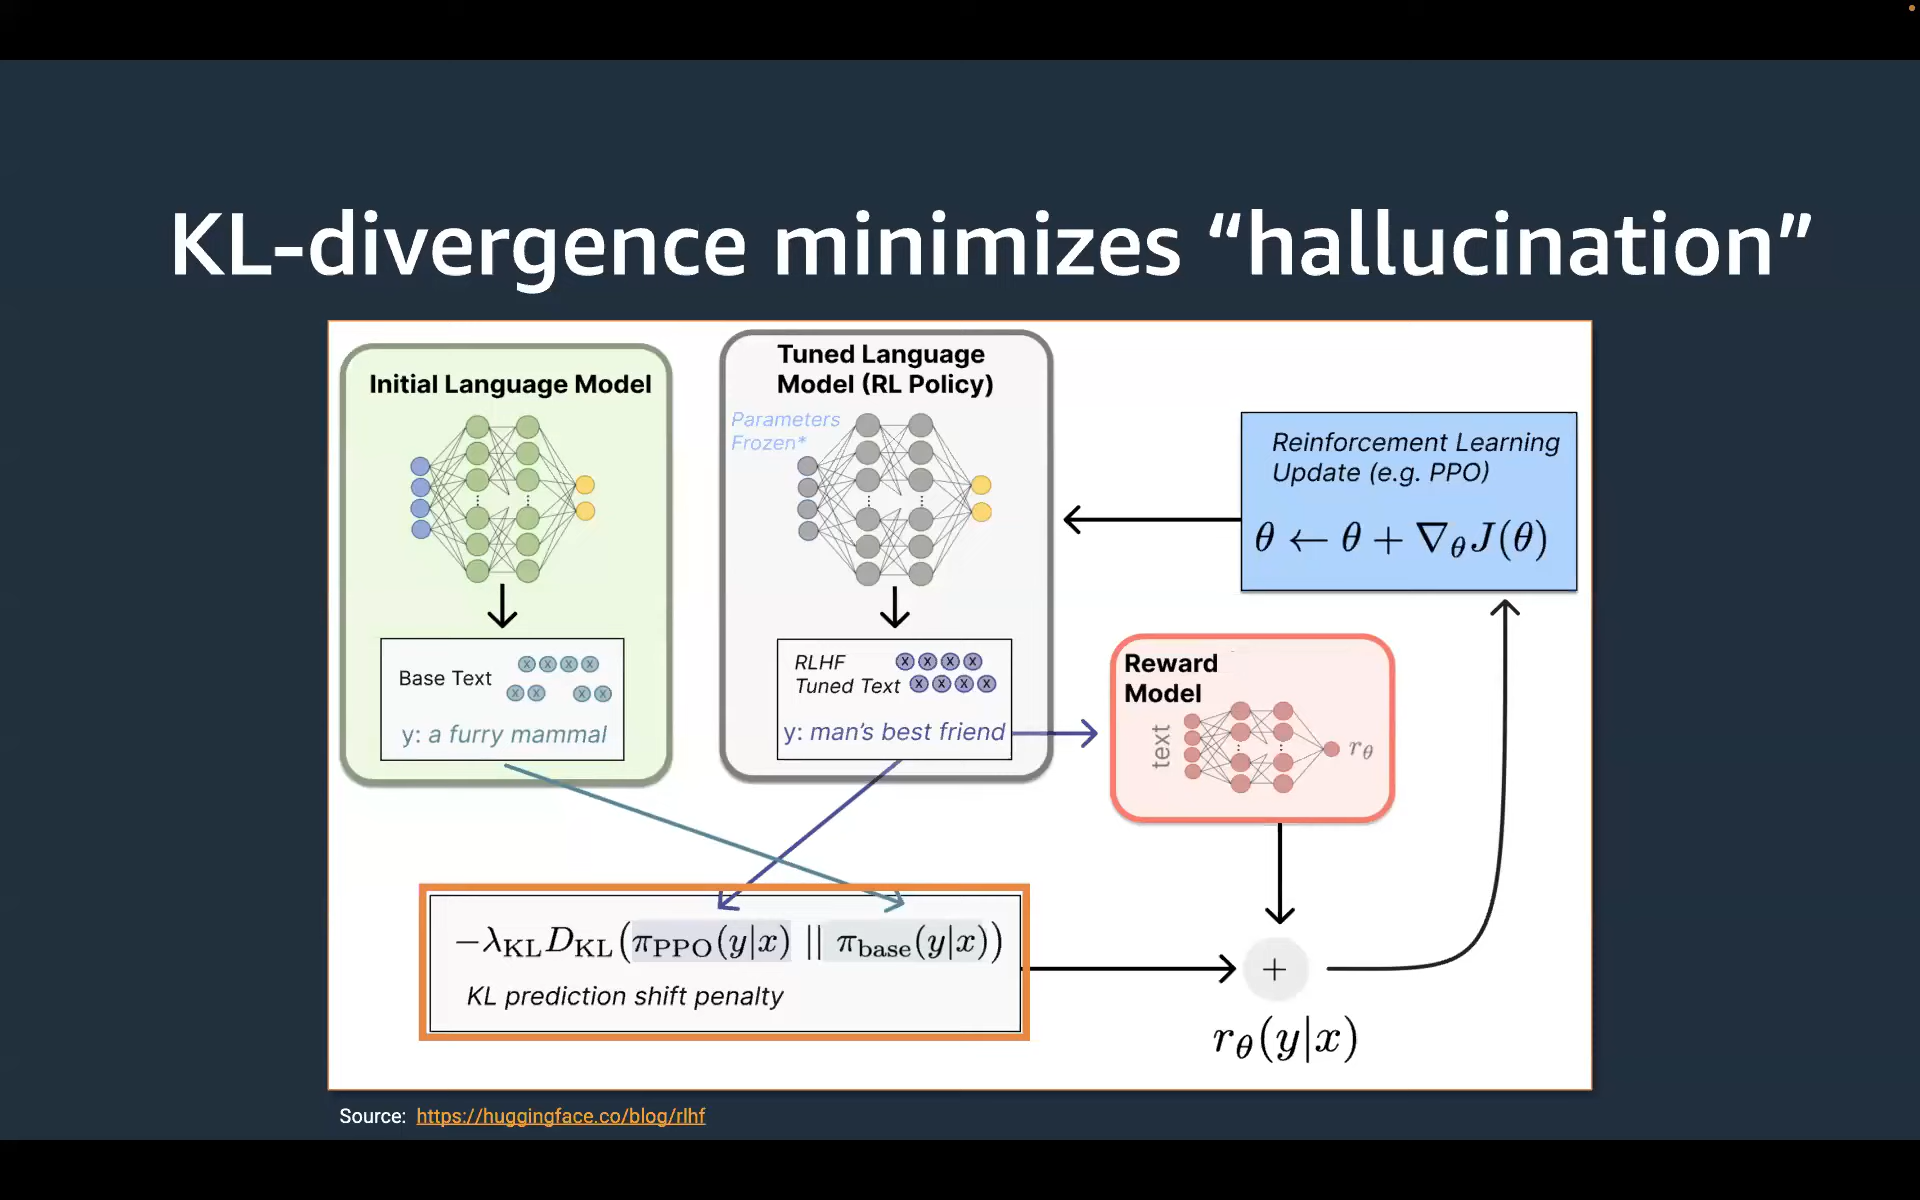 KL-divergence minimizes “hallucination”
Initial Language Model
Base Text
x x x x
x x x x
y: a furry mammal
Tuned Language
Model (RL Policy)
Parameters
Frozen*
RLHF
Tuned Text
x x x x
x x x x
y: man’s best friend
Reinforcement Learning
Update (e.g. PPO)
θ ← θ + ∇θJ(θ)
Reward
Model
text
rθ
−λKLDKL(πPPO(y|x) || πbase(y|x))
KL prediction shift penalty
+
rθ(y|x)
Source: https://huggingface.co/blog/rlhf